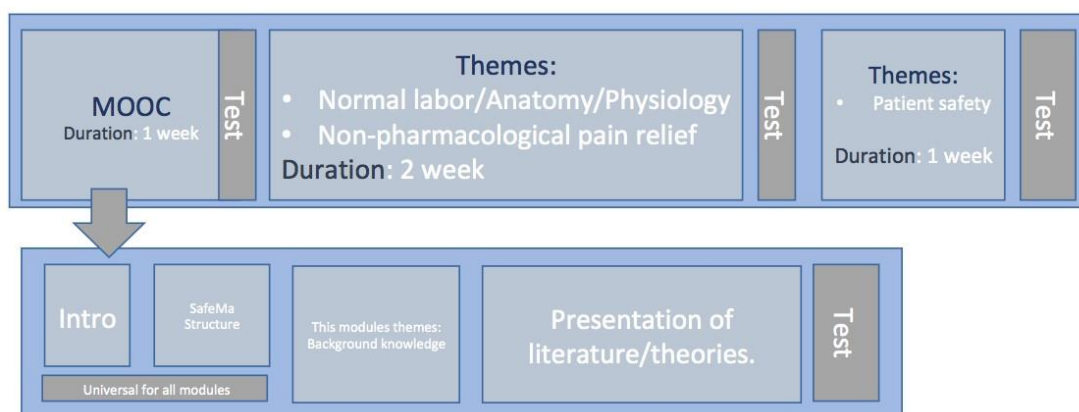 MOOC
Duration: 1 week
Test
Themes:
• Normal labor/Anatomy/Physiology
• Non-pharmacological pain relief
Duration: 2 week
Test
Themes:
• Patient safety
Duration: 1 week
Test
Intro
SafeMa
Structure
Universal for all modules
This modules themes:
Background knowledge
Presentation of
literature/theories.
Test